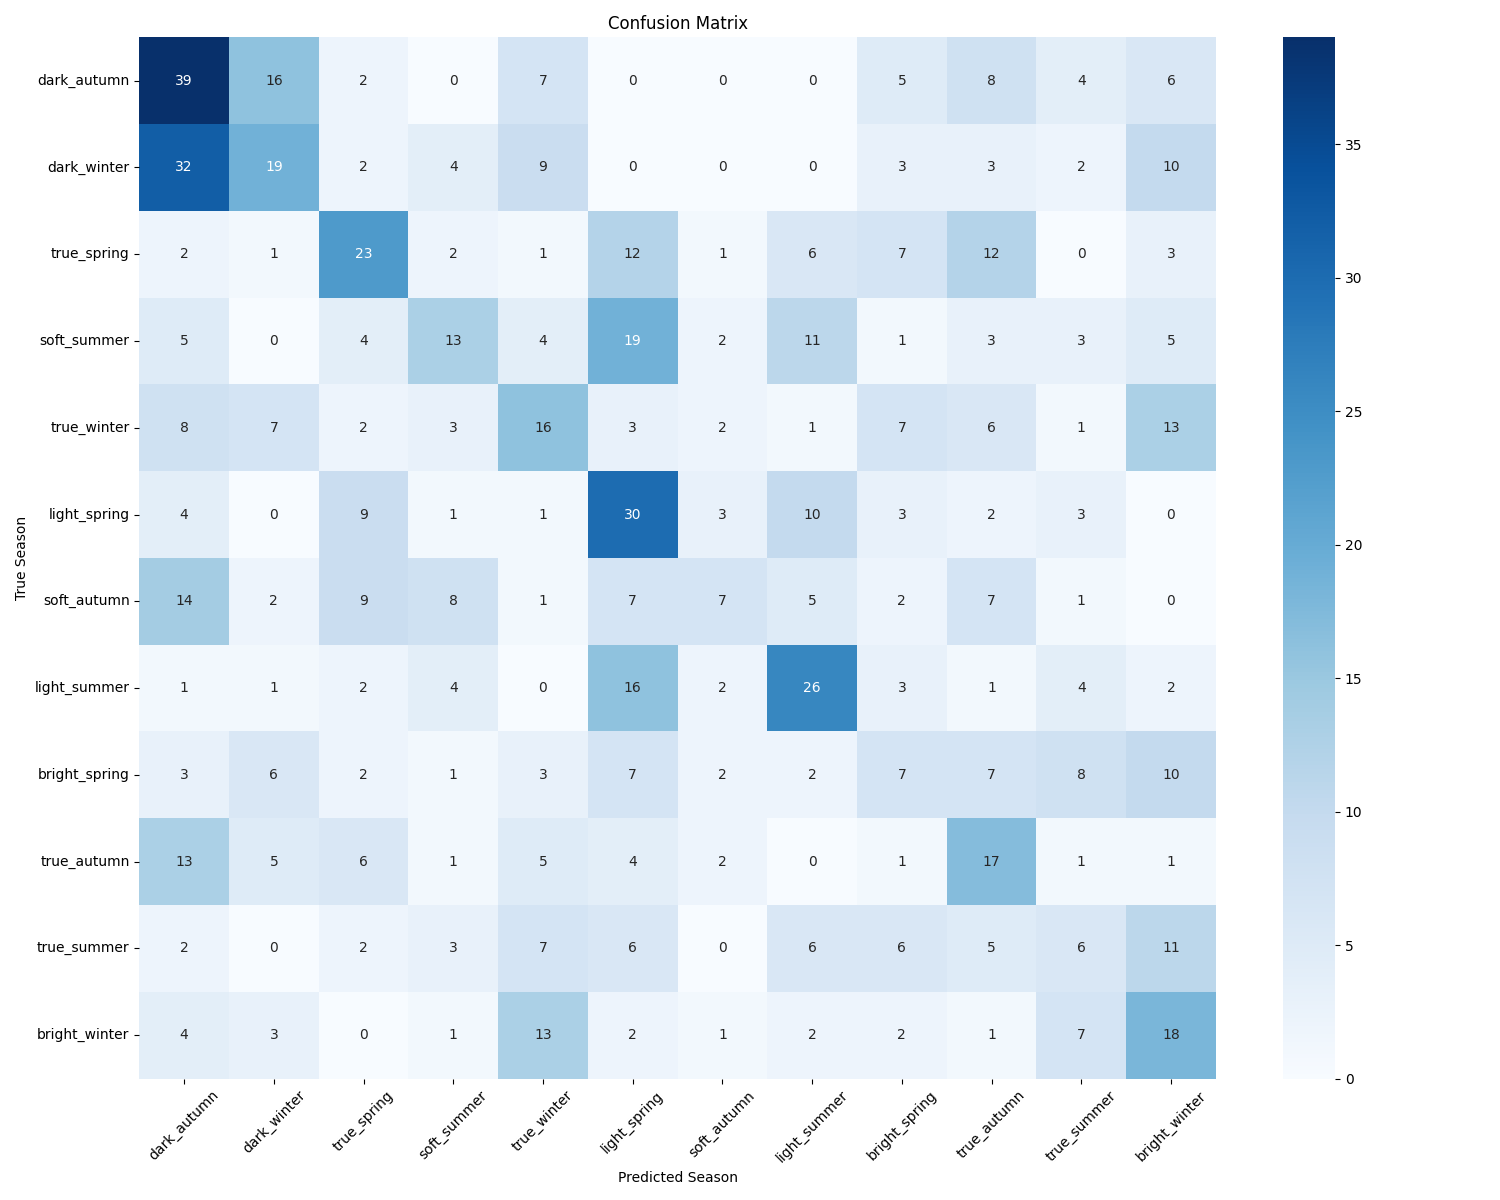 Confusion Matrix
True Season
dark_autumn 39 16 2 0 7 0 0 0 5 8 4 6
dark_winter 32 19 2 4 9 0 0 0 3 3 2 10
true_spring 2 1 23 2 1 12 1 6 7 12 0 3
soft_summer 5 0 4 13 4 19 2 11 1 3 3 5
true_winter 8 7 2 3 16 3 2 1 7 6 1 13
light_spring 4 0 9 1 1 30 3 10 3 2 3 0
soft_autumn 14 2 9 8 1 7 7 5 2 7 1 0
light_summer 1 1 2 4 0 16 2 26 3 1 4 2
bright_spring 3 6 2 1 3 7 2 2 7 7 8 10
true_autumn 13 5 6 1 5 4 2 0 1 17 1 1
true_summer 2 0 2 3 7 6 0 6 6 5 6 11
bright_winter 4 3 0 1 13 2 1 2 2 1 7 18
dark_autumn dark_winter true_spring soft_summer true_winter light_spring soft_autumn light_summer bright_spring true_autumn true_summer bright_winter
Predicted Season
35
30
25
20
15
10
5
0